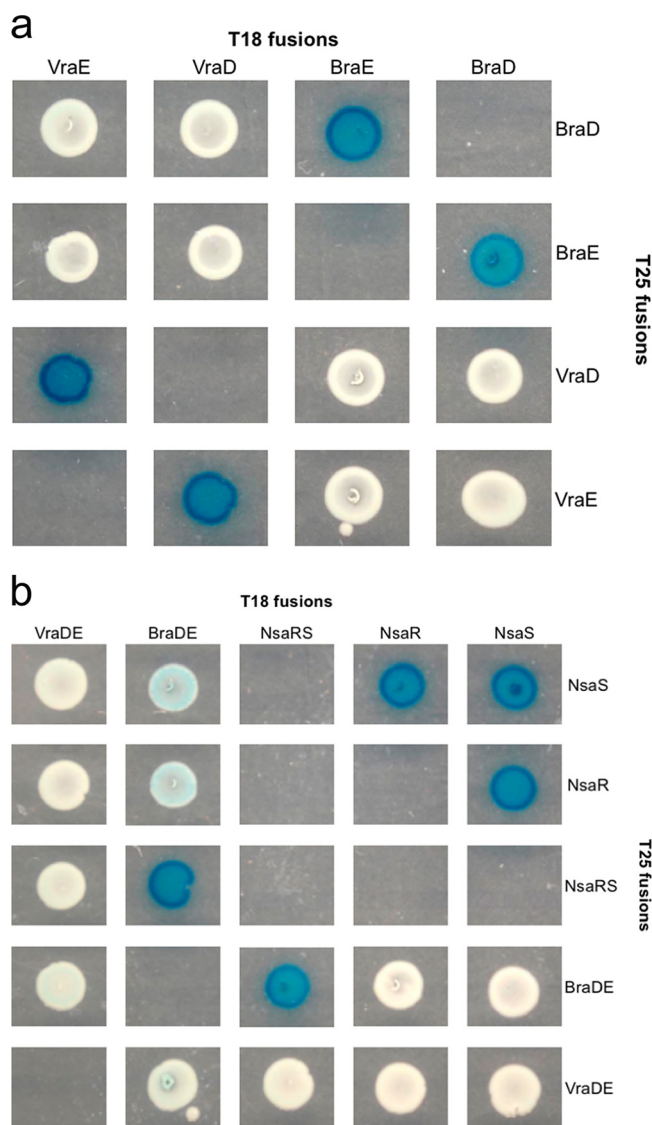 a
T18 fusions
VraE VraD BraE BraD
BraD
BraE
VraD
VraE
T25 fusions
b
T18 fusions
VraDE BraDE NsaRS NsaR NsaS
NsaS
NsaR
NsaRS
BraDE
VraDE
T25 fusions